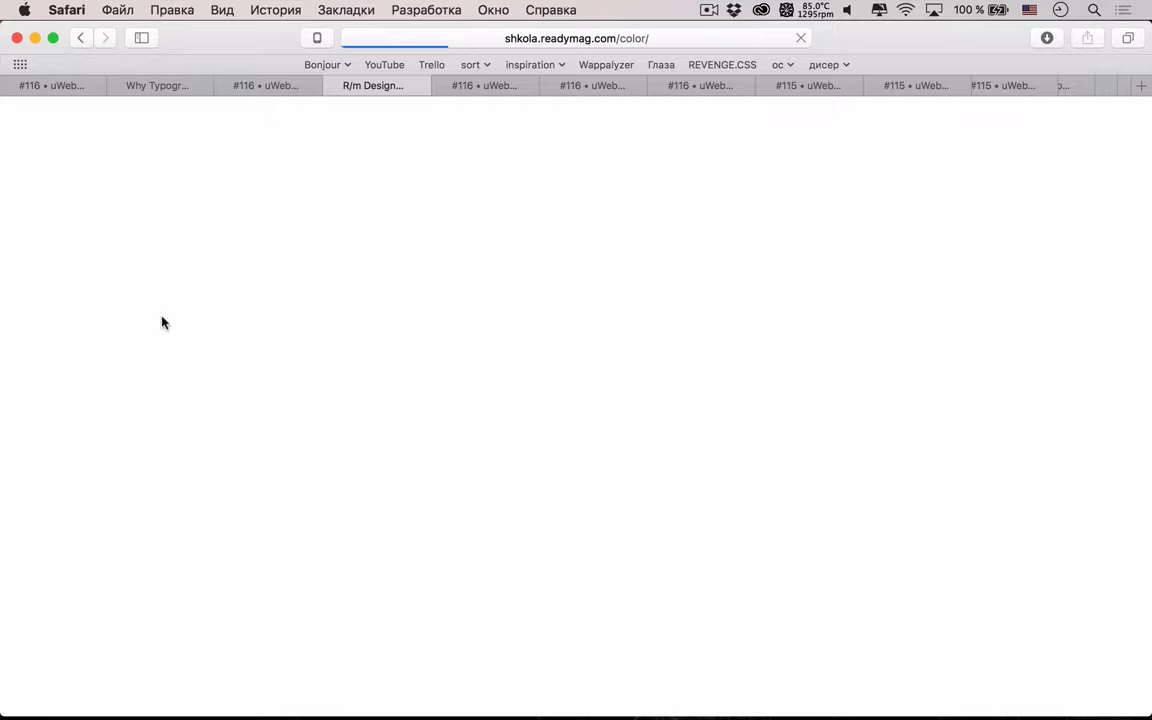 Safari Файл Правка Вид История Закладки Разработка Окно Справка 85.0°C 1295rpm 100 %
shkola.readymag.com/color/
Bonjour YouTube Trello sort inspiration Wappalyzer Глаза REVENGE.CSS ос дисер
#116 • uWeb... Why Typogr... #116 • uWeb... R/m Design... #116 • uWeb... #116 • uWeb... #116 • uWeb... #115 • uWeb... #115 • uWeb... #115 • uWeb...